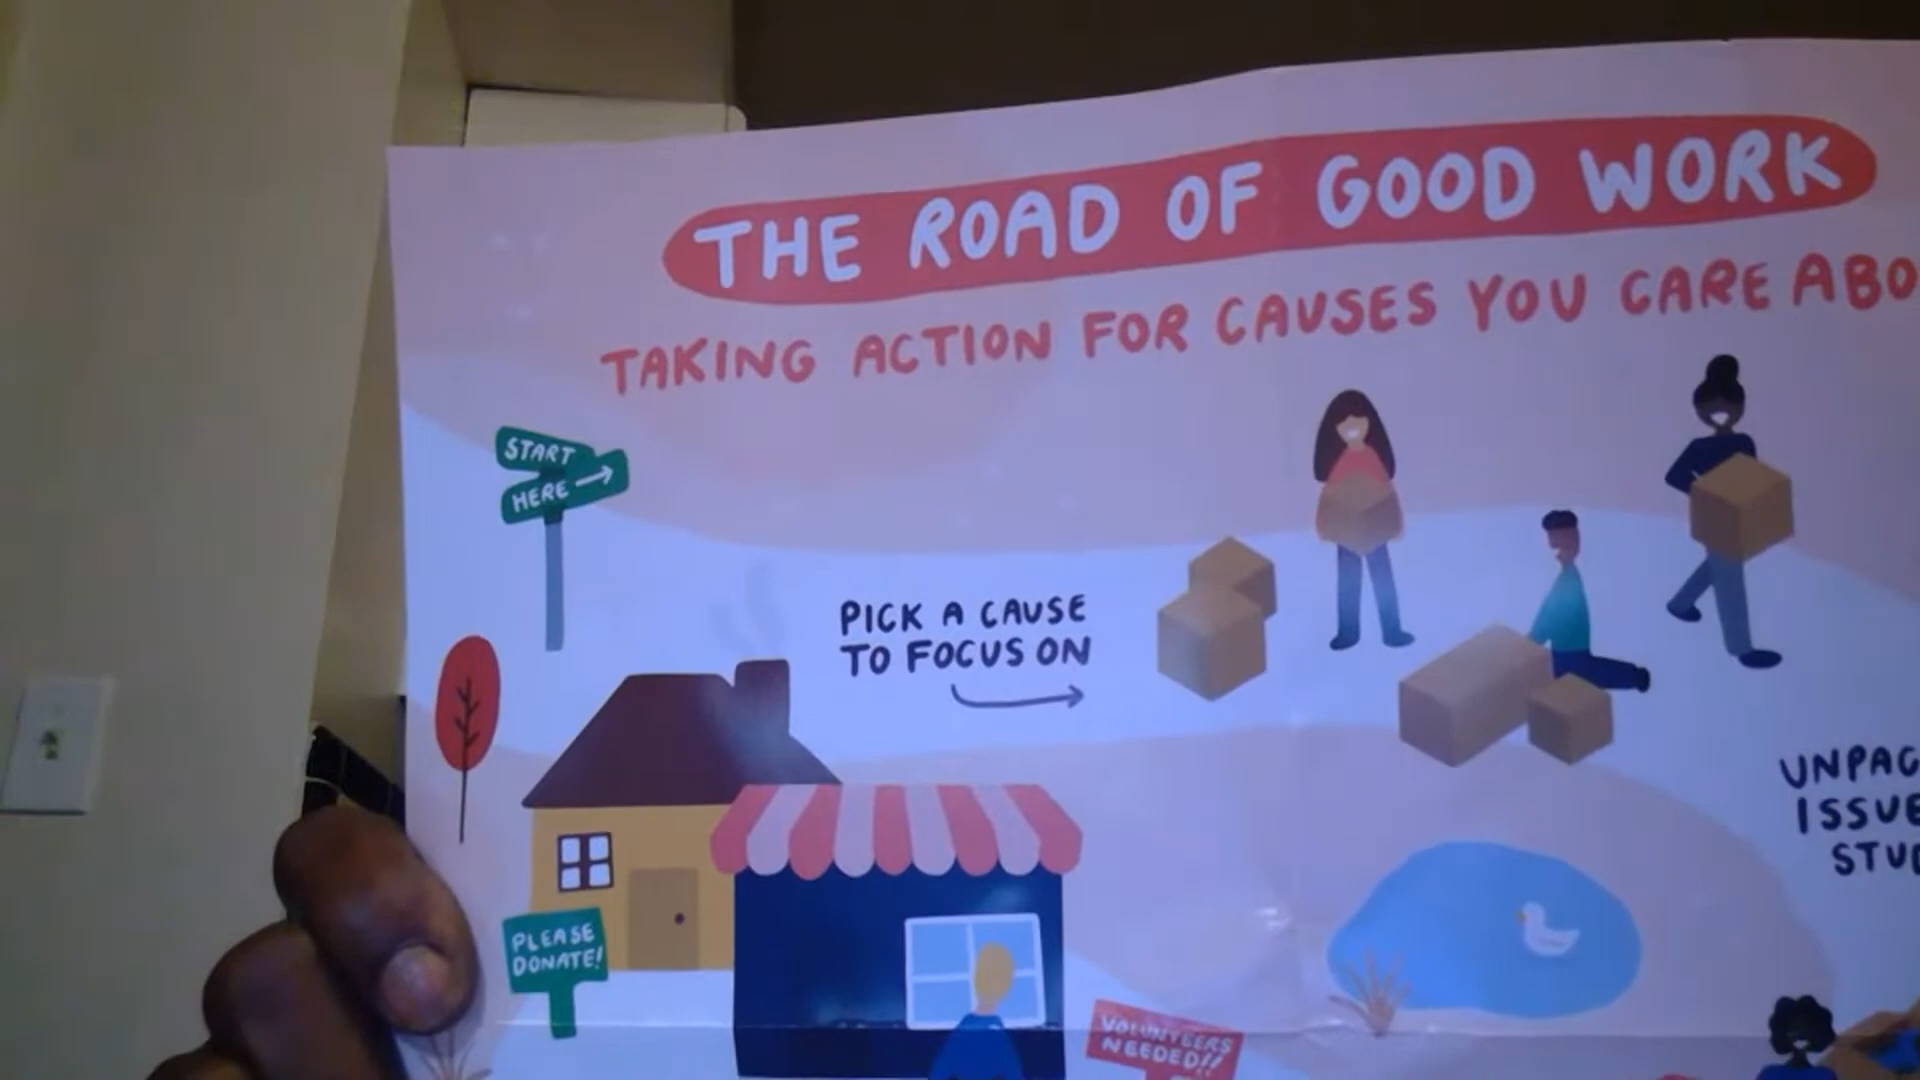 THE ROAD OF GOOD WORK
TAKING ACTION FOR CAUSES YOU CARE
START
HERE
PICK A CAUSE
TO FOCUS ON
PLEASE
DONATE!
VOLUNTEERS
NEEDED!!